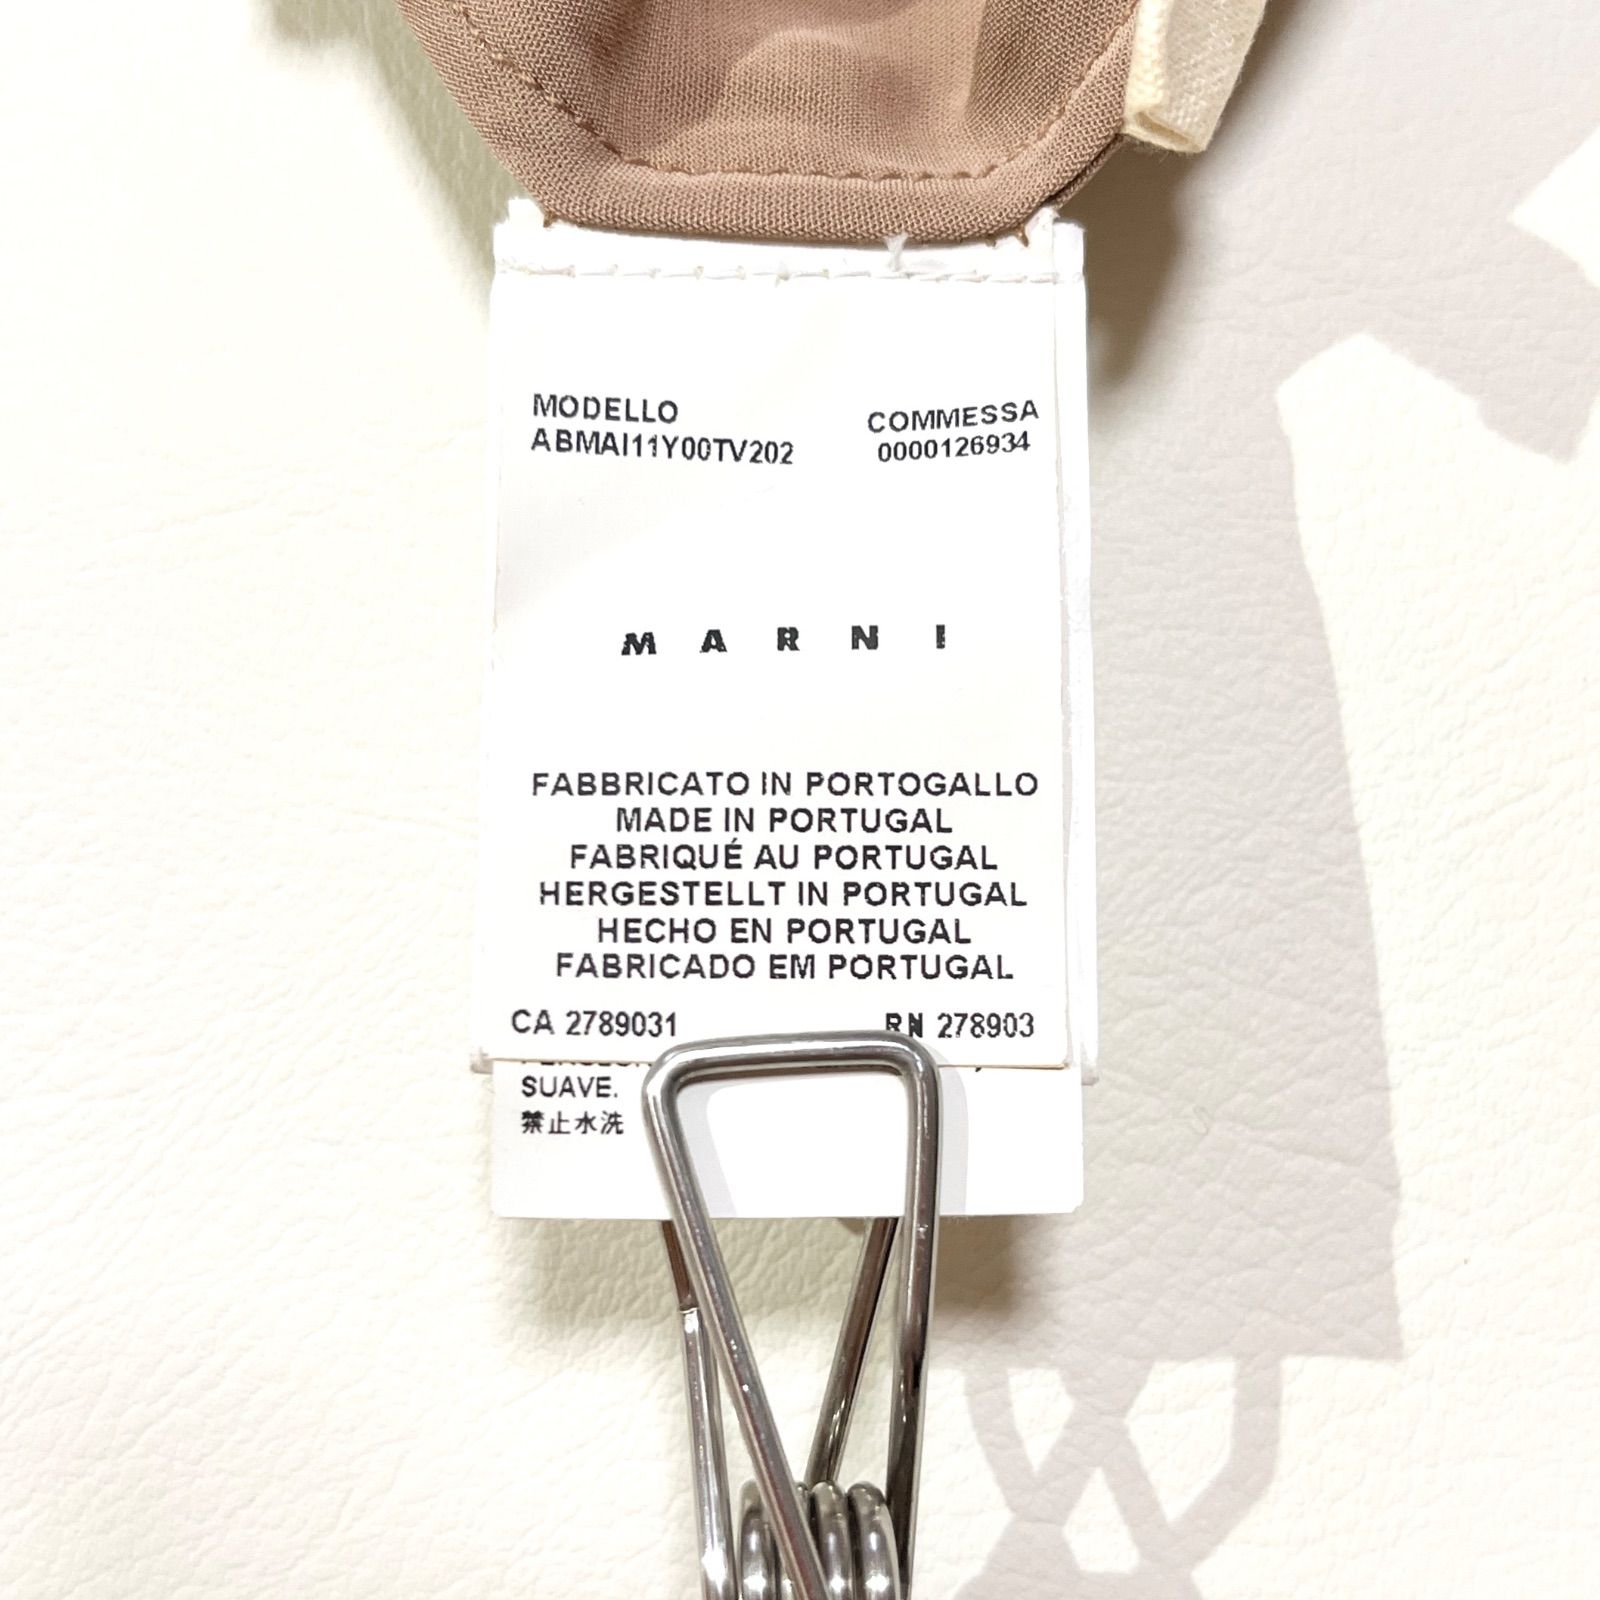 MODELLO COMMESSA
ABMAI11Y00TV202 0000126934
M A R N I
FABBRICATO IN PORTOGALLO
MADE IN PORTUGAL
FABRIQUÉ AU PORTUGAL
HERGESTELLT IN PORTUGAL
HECHO EN PORTUGAL
FABRICADO EM PORTUGAL
CA 2789031 RN 278903
SUAVE.
禁止水洗